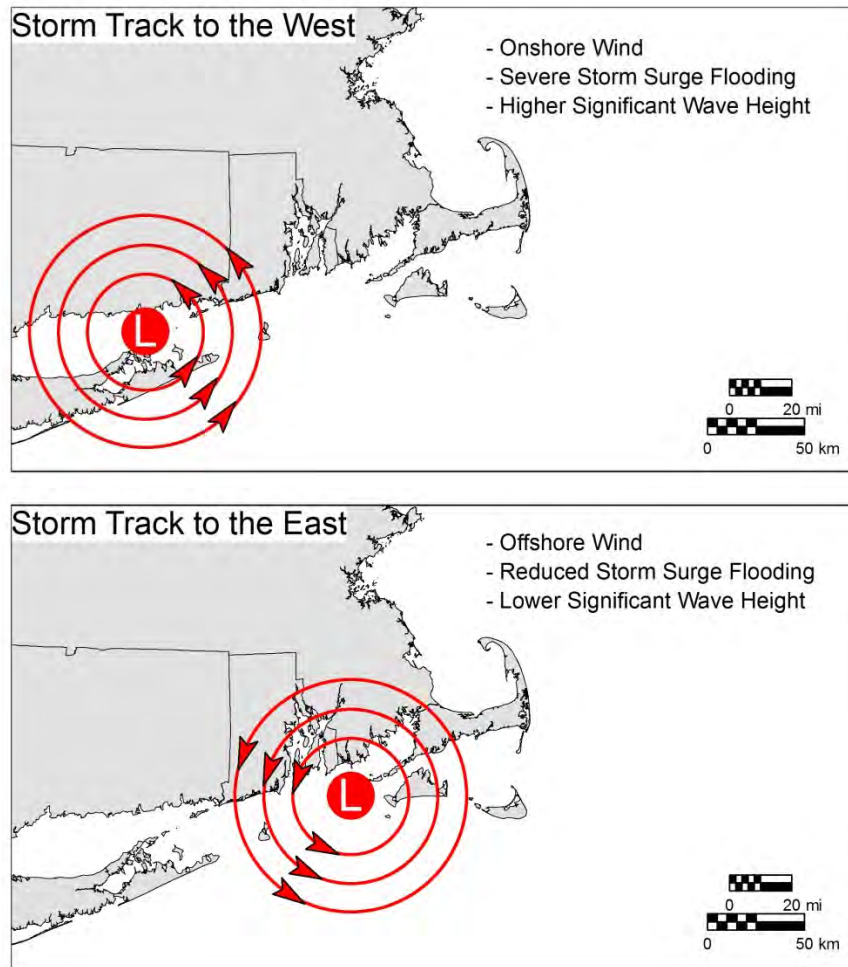 Storm Track to the West
- Onshore Wind
- Severe Storm Surge Flooding
- Higher Significant Wave Height
L
0 20 mi
0 50 km
Storm Track to the East
- Offshore Wind
- Reduced Storm Surge Flooding
- Lower Significant Wave Height
L
0 20 mi
0 50 km